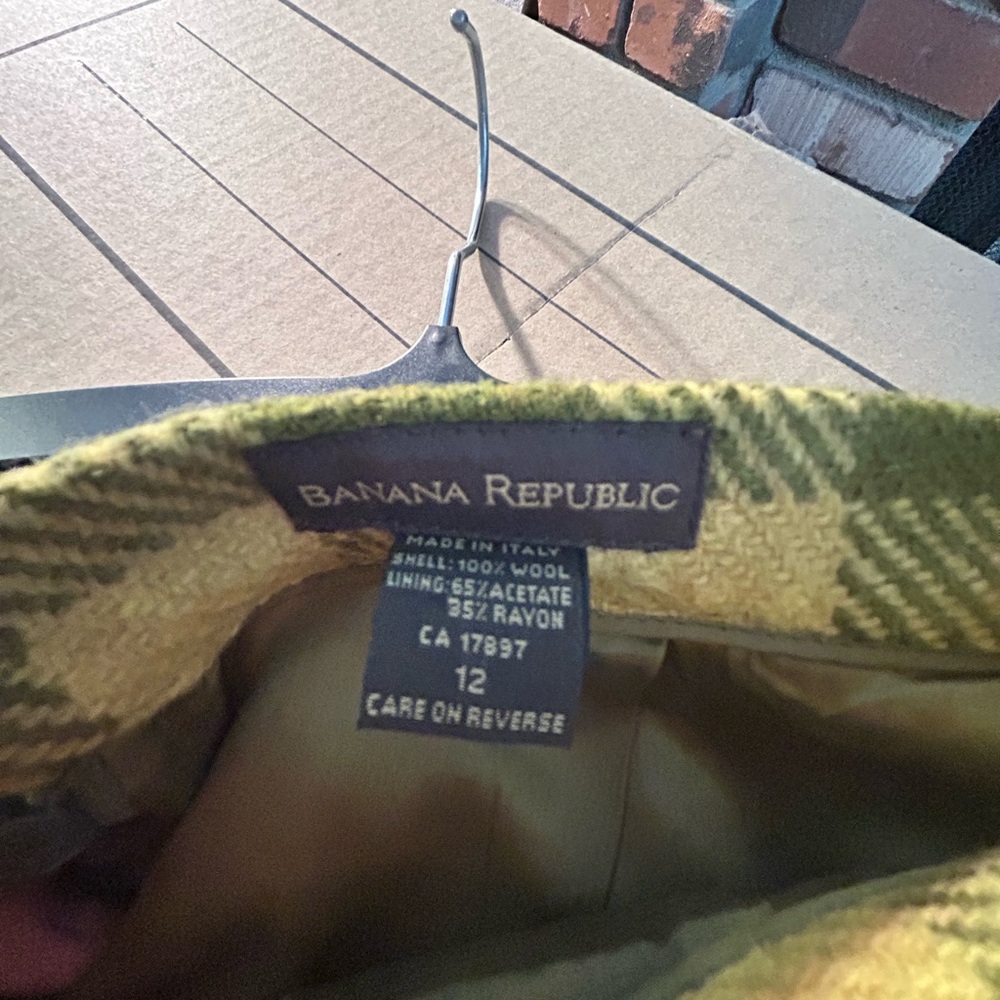 BANANA REPUBLIC
MADE IN ITALY
SHELL: 100% WOOL
LINING: 65% ACETATE
35% RAYON
CA 17897
12
CARE ON REVERSE